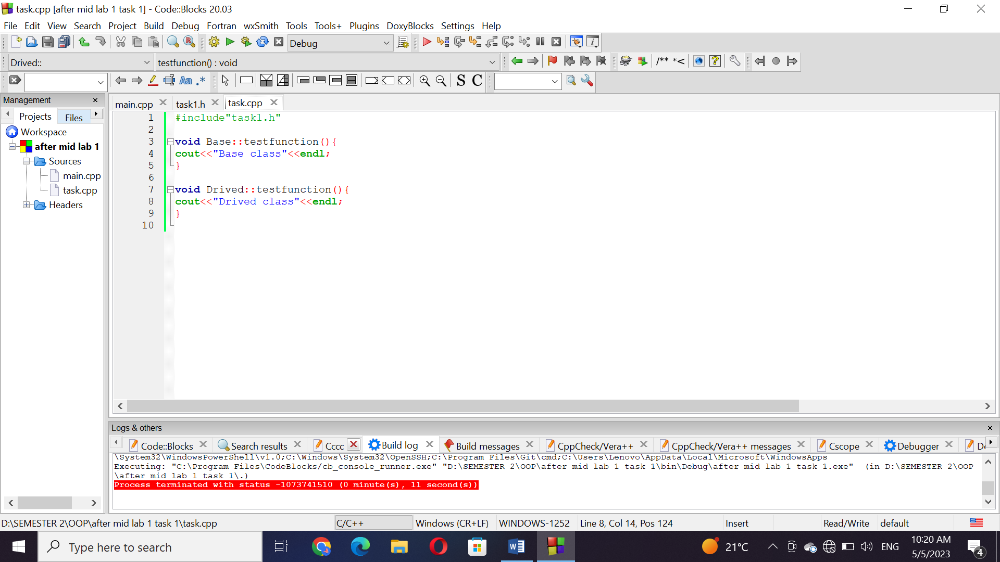 task.cpp [after mid lab 1 task 1] - Code::Blocks 20.03
File Edit View Search Project Build Debug Fortran wxSmith Tools Tools+ Plugins DoxyBlocks Settings Help
Debug
Drived:: testfunction() : void /** *<
Aa .* S C
Management
main.cpp task1.h task.cpp
Projects Files
Workspace
after mid lab 1
Sources
main.cpp
task.cpp
Headers
1 #include"task1.h"
2
3 void Base::testfunction(){
4 cout<<"Base class"<<endl;
5 }
6
7 void Drived::testfunction(){
8 cout<<"Drived class"<<endl;
9 }
10
Logs & others
Code::Blocks Search results Cccc Build log Build messages CppCheck/Vera++ CppCheck/Vera++ messages Cscope Debugger
\System32\WindowsPowerShell\v1.0;C:\Windows\System32\OpenSSH;C:\Program Files\Git\cmd;C:\Users\Lenovo\AppData\Local\Microsoft\WindowsApps
Executing: "C:\Program Files\CodeBlocks/cb_console_runner.exe" "D:\SEMESTER 2\OOP\after mid lab 1 task 1\bin\Debug\after mid lab 1 task 1.exe"  (in D:\SEMESTER 2\OOP
\after mid lab 1 task 1\.)
Process terminated with status -1073741510 (0 minute(s), 11 second(s))
D:\SEMESTER 2\OOP\after mid lab 1 task 1\task.cpp C/C++ Windows (CR+LF) WINDOWS-1252 Line 8, Col 14, Pos 124 Insert Read/Write default
Type here to search
21°C
ENG
10:20 AM
5/5/2023
4